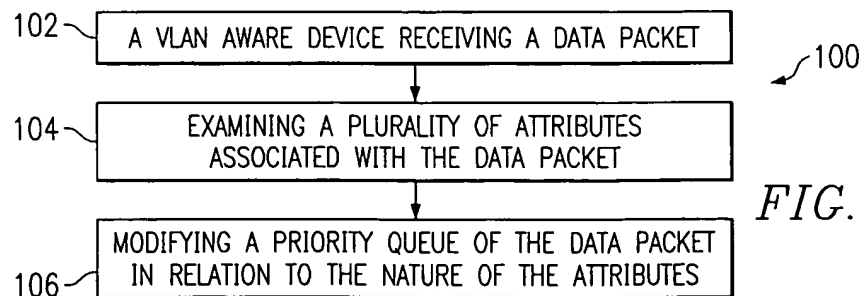 102
A VLAN AWARE DEVICE RECEIVING A DATA PACKET
100
104
EXAMINING A PLURALITY OF ATTRIBUTES
ASSOCIATED WITH THE DATA PACKET
FIG.
106
MODIFYING A PRIORITY QUEUE OF THE DATA PACKET
IN RELATION TO THE NATURE OF THE ATTRIBUTES